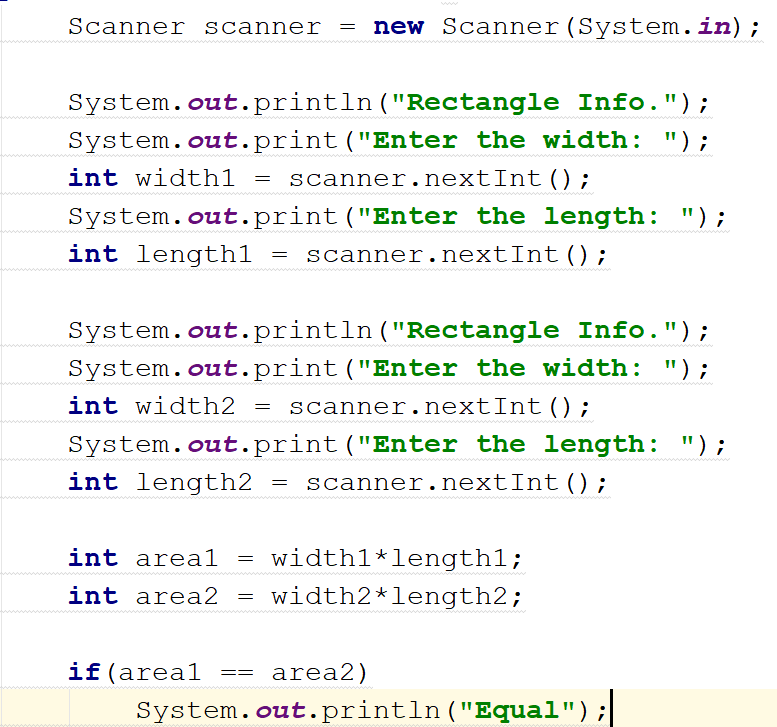 Scanner scanner = new Scanner(System.in);
System.out.println("Rectangle Info.");
System.out.print("Enter the width: ");
int width1 = scanner.nextInt();
System.out.print("Enter the length: ");
int length1 = scanner.nextInt();
System.out.println("Rectangle Info.");
System.out.print("Enter the width: ");
int width2 = scanner.nextInt();
System.out.print("Enter the length: ");
int length2 = scanner.nextInt();
int area1 = width1*length1;
int area2 = width2*length2;
if(area1 == area2)
System.out.println("Equal");